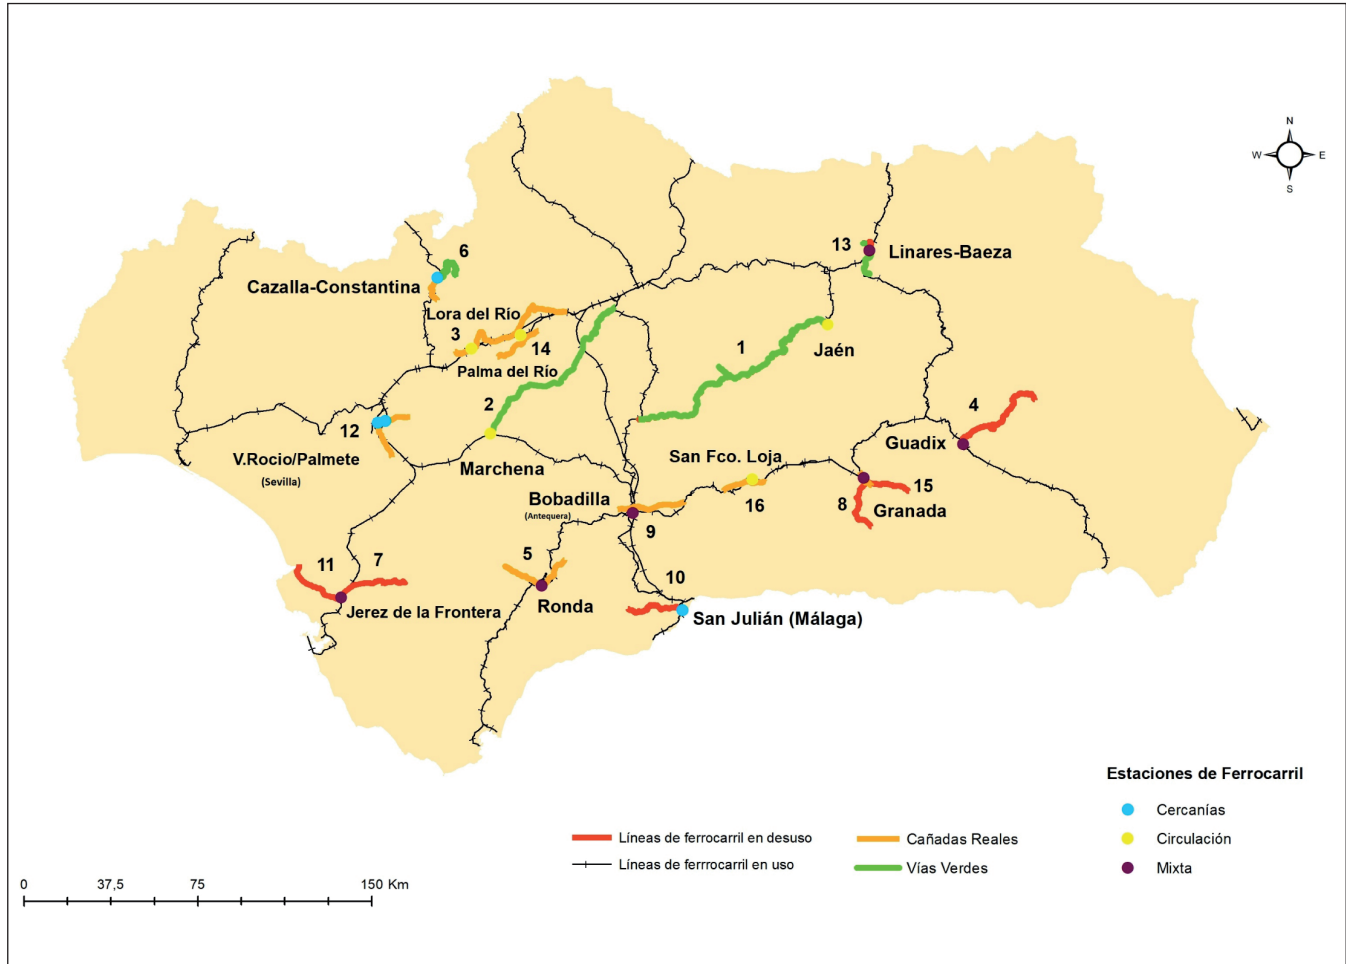 N
W
E
S
13
Linares-Baeza
6
Cazalla-Constantina
Lora del Río
3
14
Palma del Río
1
Jaén
2
12
V.Rocio/Palmete
(Sevilla)
Marchena
4
Guadix
San Fco. Loja
16
15
8
Granada
Bobadilla
(Antequera)
9
5
Ronda
11
7
Jerez de la Frontera
10
San Julián (Málaga)
Estaciones de Ferrocarril
Cercanías
Circulación
Mixta
Líneas de ferrocarril en desuso
Líneas de ferrrocarril en uso
Cañadas Reales
Vías Verdes
0 37,5 75 150 Km